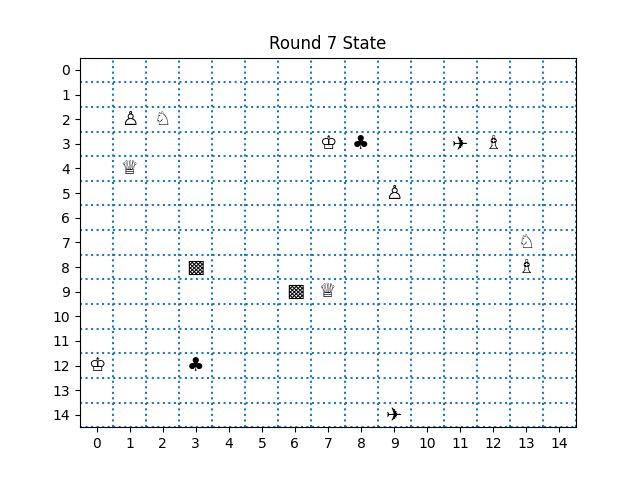 Round 7 State
0
1
2 ♙ ♘
3 ♔ ♣ ✈ ♗
4 ♕
5 ♙
6
7 ♘
8 ▩ ♗
9 ▩ ♕
10
11
12 ♔ ♣
13
14 ✈
0 1 2 3 4 5 6 7 8 9 10 11 12 13 14